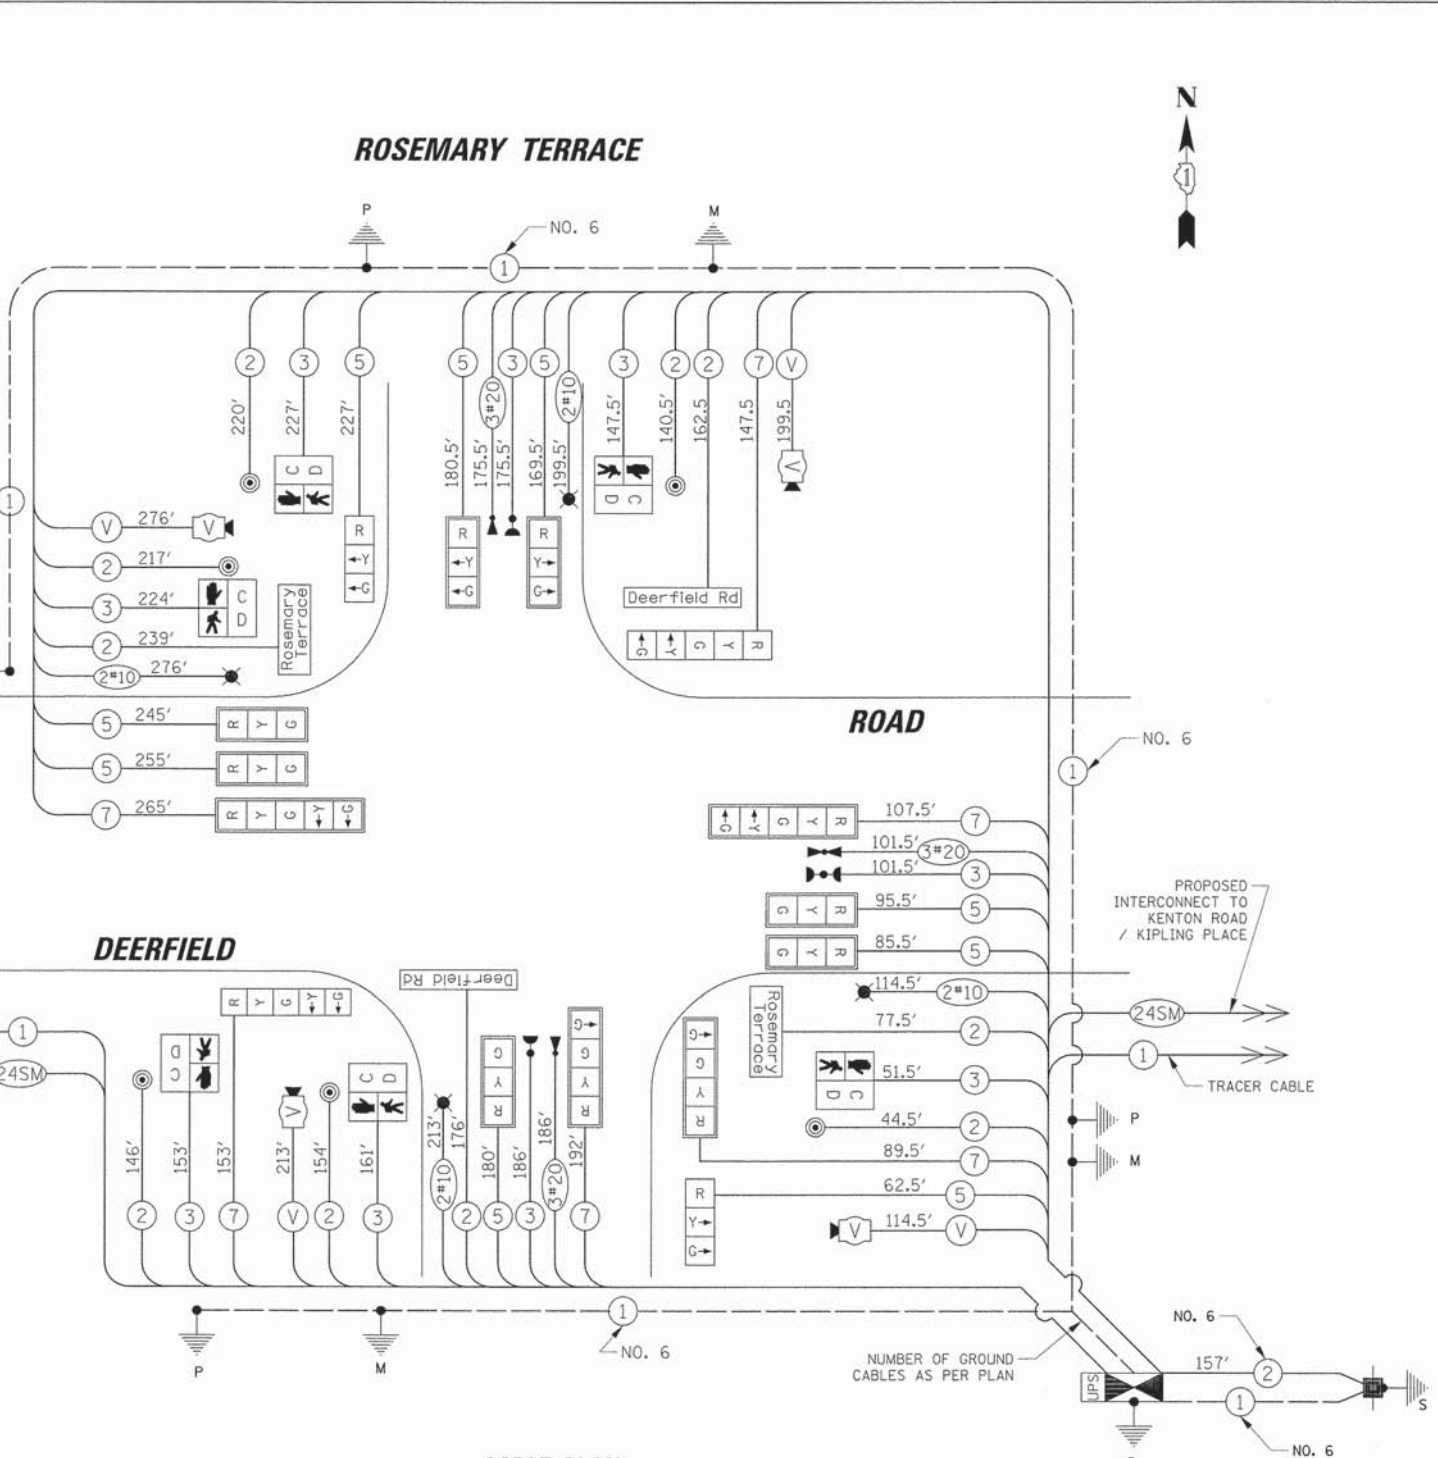 N
1
ROSEMARY TERRACE
P
M
NO. 6
1
2
3
5
5
3
5
3
2
2
7
V
3#20
2#10
220'
227'
227'
180.5'
175.5'
175.5'
169.5'
199.5'
147.5'
140.5'
162.5
147.5
199.5
C D
D C
V
R
Y
G
R
Y
G
R
Y
G
1
V
276'
V
2
217'
3
224'
C
D
2
239'
Rosemary
Terrace
2#10
276'
Deerfield Rd
G Y G Y R
5
245'
R Y G
5
255'
R Y G
7
265'
R Y G Y G
ROAD
NO. 6
1
G Y G Y R
107.5'
7
101.5'
3#20
101.5'
3
G Y R
95.5'
5
G Y R
85.5'
5
PROPOSED
INTERCONNECT TO
KENTON ROAD
/ KIPLING PLACE
DEERFIELD
Deerfield Rd
114.5'
2#10
24SM
1
TRACER CABLE
Rosemary
Terrace
77.5'
2
D C
51.5'
3
44.5'
2
89.5'
7
62.5'
5
V
114.5'
V
G
G
Y
R
R
Y
G
P
M
1
24SM
R Y G Y G
D
C
C D
V
G
Y
R
G
G
Y
R
146'
153'
153'
213'
154'
161'
213'
176'
180'
186'
186'
192'
2
3
7
V
2
3
2#10
2
5
3
3#20
7
P
M
1
NO. 6
NUMBER OF GROUND
CABLES AS PER PLAN
NO. 6
157'
2
UPS
1
S
NO. 6